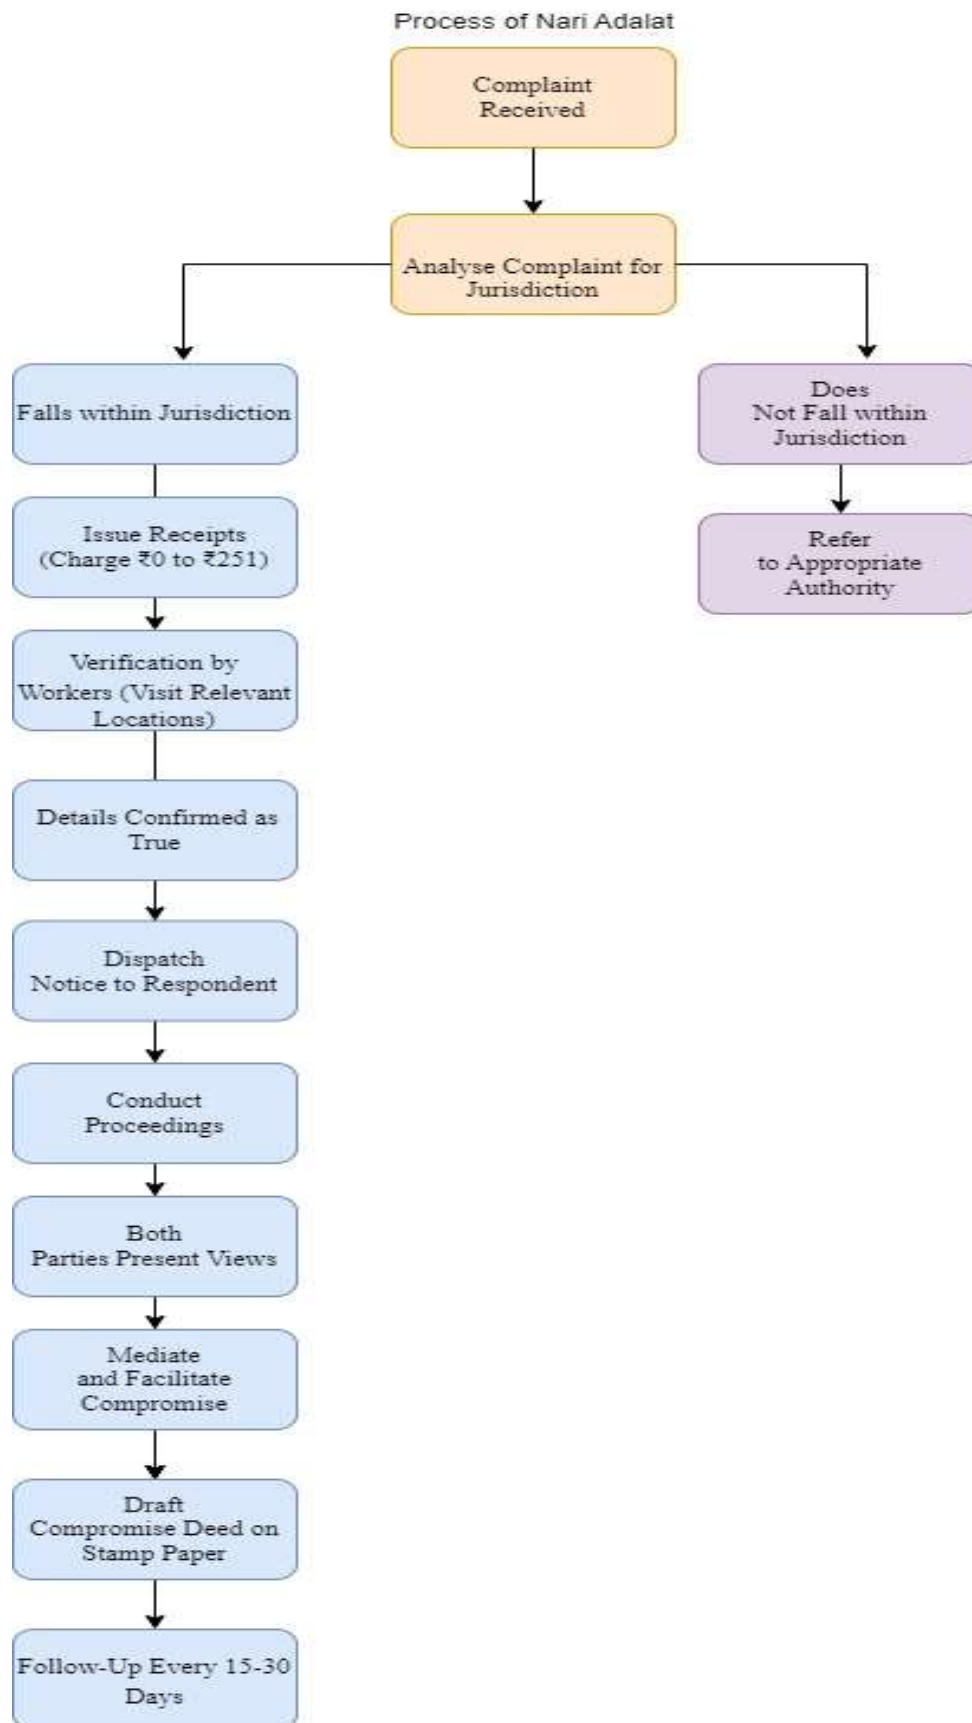 Process of Nari Adalat
Complaint
Received
Analyse Complaint for
Jurisdiction
Falls within Jurisdiction
Does
Not Fall within
Jurisdiction
Issue Receipts
(Charge ₹0 to ₹251)
Refer
to Appropriate
Authority
Verification by
Workers (Visit Relevant
Locations)
Details Confirmed as
True
Dispatch
Notice to Respondent
Conduct
Proceedings
Both
Parties Present Views
Mediate
and Facilitate
Compromise
Draft
Compromise Deed on
Stamp Paper
Follow-Up Every 15-30
Days